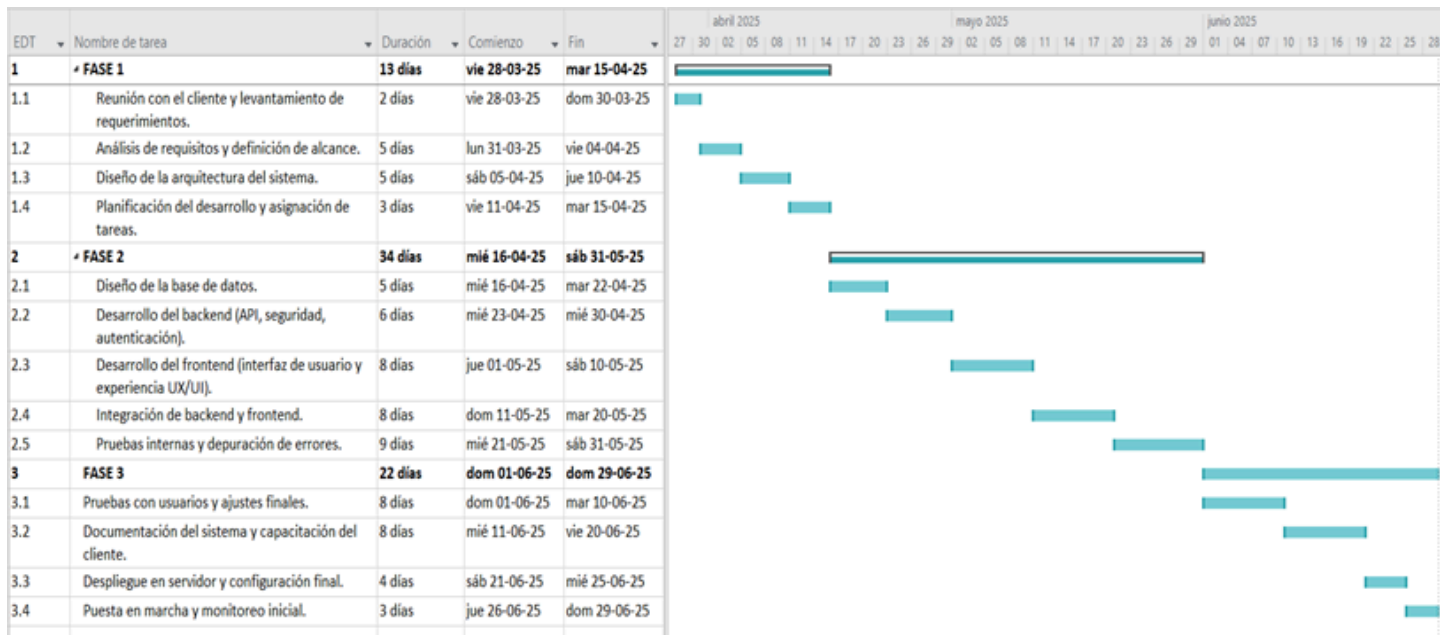 abril 2025 mayo 2025 junio 2025
EDT Nombre de tarea Duración Comienzo Fin 27 30 02 05 08 11 14 17 20 23 26 29 02 05 08 11 14 17 20 23 26 29 01 04 07 10 13 16 19 22 25 28
1 FASE 1 13 días vie 28-03-25 mar 15-04-25
1.1 Reunión con el cliente y levantamiento de 2 días vie 28-03-25 dom 30-03-25
requerimientos.
1.2 Análisis de requisitos y definición de alcance. 5 días lun 31-03-25 vie 04-04-25
1.3 Diseño de la arquitectura del sistema. 5 días sáb 05-04-25 jue 10-04-25
1.4 Planificación del desarrollo y asignación de 3 días vie 11-04-25 mar 15-04-25
tareas.
2 FASE 2 34 días mié 16-04-25 sáb 31-05-25
2.1 Diseño de la base de datos. 5 días mié 16-04-25 mar 22-04-25
2.2 Desarrollo del backend (API, seguridad, 6 días mié 23-04-25 mié 30-04-25
autenticación).
2.3 Desarrollo del frontend (interfaz de usuario y 8 días jue 01-05-25 sáb 10-05-25
experiencia UX/UI).
2.4 Integración de backend y frontend. 8 días dom 11-05-25 mar 20-05-25
2.5 Pruebas internas y depuración de errores. 9 días mié 21-05-25 sáb 31-05-25
3 FASE 3 22 días dom 01-06-25 dom 29-06-25
3.1 Pruebas con usuarios y ajustes finales. 8 días dom 01-06-25 mar 10-06-25
3.2 Documentación del sistema y capacitación del 8 días mié 11-06-25 vie 20-06-25
cliente.
3.3 Despliegue en servidor y configuración final. 4 días sáb 21-06-25 mié 25-06-25
3.4 Puesta en marcha y monitoreo inicial. 3 días jue 26-06-25 dom 29-06-25